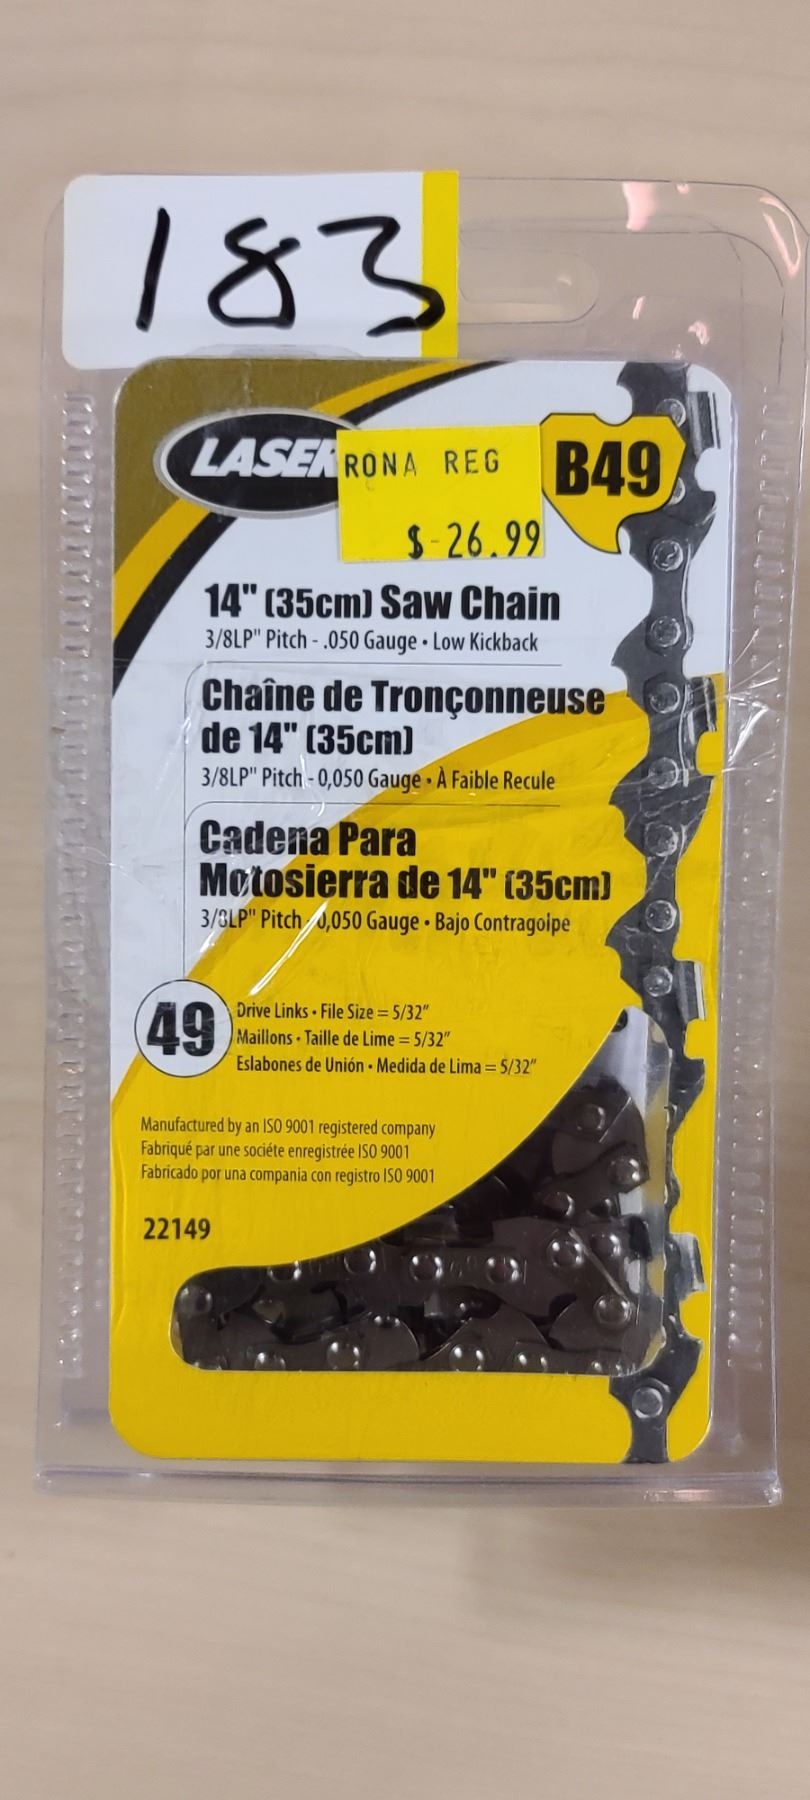 183
LASER
RONA REG
$-26.99
B49
14" (35cm) Saw Chain
3/8LP" Pitch - .050 Gauge • Low Kickback
Chaîne de Tronçonneuse
de 14" (35cm)
3/8LP" Pitch - 0,050 Gauge • À Faible Recule
Cadena Para
Motosierra de 14" (35cm)
3/8LP" Pitch - 0,050 Gauge • Bajo Contragolpe
49
Drive Links • File Size = 5/32"
Maillons • Taille de Lime = 5/32"
Eslabones de Unión • Medida de Lima = 5/32"
Manufactured by an ISO 9001 registered company
Fabriqué par une sociéte enregistrée ISO 9001
Fabricado por una compania con registro ISO 9001
22149